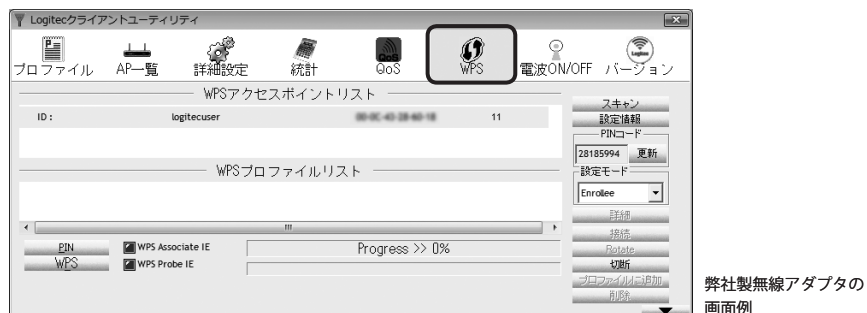 Logitecクライアントユーティリティ
プロファイル AP一覧 詳細設定 統計 QoS WPS 電波ON/OFF バージョン
WPSアクセスポイントリスト
ID : logitecuser 11
スキャン
設定情報
PINコード
28185994 更新
WPSプロファイルリスト
設定モード
Enrollee
詳細
接続
Rotate
切断
プロファイルに追加
削除
PIN WPS Associate IE Progress >> 0%
WPS WPS Probe IE
弊社製無線アダプタの
画面例